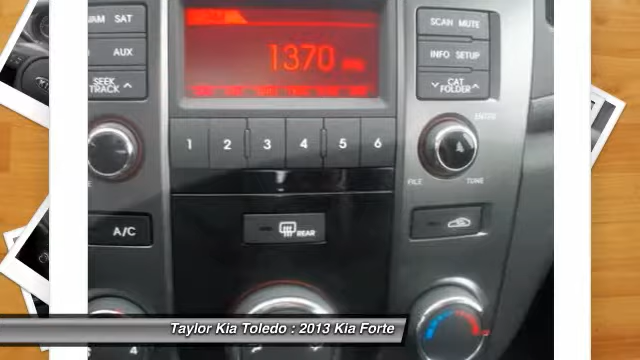 /AM SAT
SCAN MUTE
AUX
1370
INFO SETUP
SEEK
TRACK
CAT
FOLDER
ENTER
1 2 3 4 5 6
FILE
TUNE
A/C
REAR
4
Taylor Kia Toledo : 2013 Kia Forte